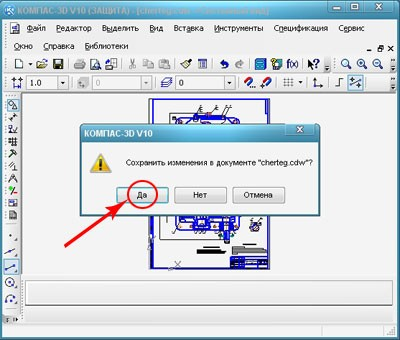 КОМПАС-3D V10 (ЗАЩИТА) - [cherteg.cdw
Файл Редактор Выделить Вид Вставка Инструменты Спецификация Сервис
Окно Справка Библиотеки
1.0
0
0
КОМПАС-3D V10
Сохранить изменения в документе "cherteg.cdw"?
Да Нет Отмена